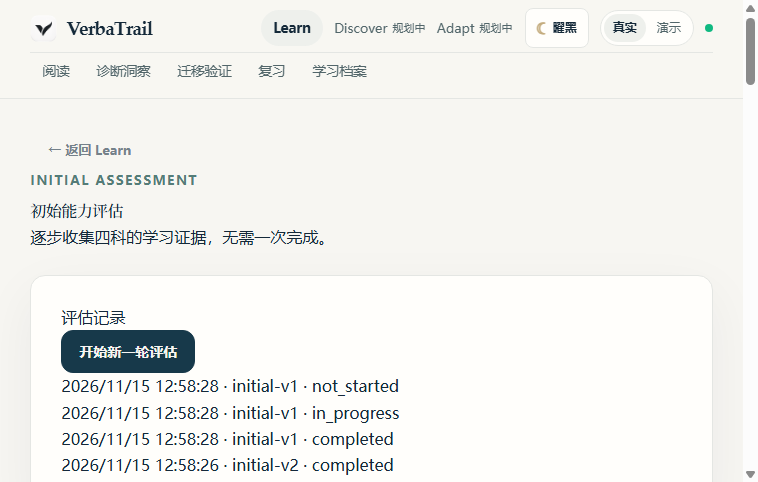 VerbaTrail Learn Discover 规划中 Adapt 规划中 曜黑 真实 演示
阅读 诊断洞察 迁移验证 复习 学习档案
← 返回 Learn
INITIAL ASSESSMENT
初始能力评估
逐步收集四科的学习证据，无需一次完成。
评估记录
开始新一轮评估
2026/11/15 12:58:28 · initial-v1 · not_started
2026/11/15 12:58:28 · initial-v1 · in_progress
2026/11/15 12:58:28 · initial-v1 · completed
2026/11/15 12:58:26 · initial-v2 · completed